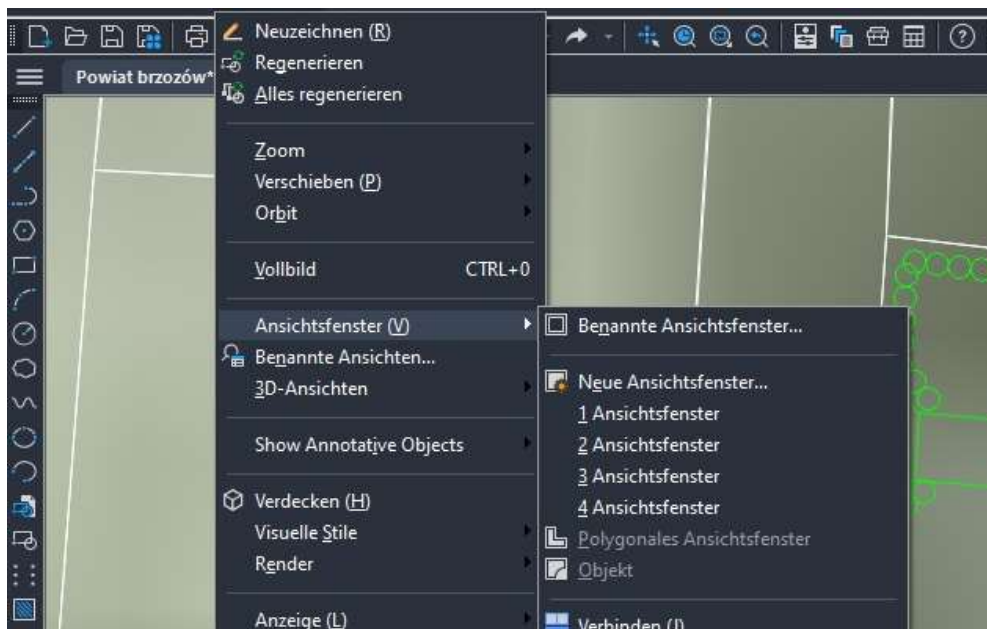 Neuzeichnen (R)
Regenerieren
Powiat brzozów*
Alles regenerieren
Zoom
Verschieben (P)
Orbit
Vollbild CTRL+0
Ansichtsfenster (V)
Benannte Ansichten...
3D-Ansichten
Show Annotative Objects
Verdecken (H)
Visuelle Stile
Render
Anzeige (L)
Benannte Ansichtsfenster...
Neue Ansichtsfenster...
1 Ansichtsfenster
2 Ansichtsfenster
3 Ansichtsfenster
4 Ansichtsfenster
Polygonales Ansichtsfenster
Objekt
Verbinden (J)